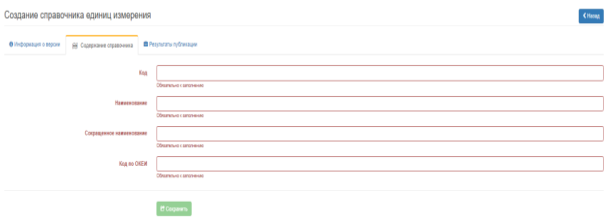 Создание справочника единиц измерения
Назад
Информация о версии
Содержание справочника
Результаты публикации
Код
Обязательно к заполнению
Наименование
Обязательно к заполнению
Сокращенное наименование
Обязательно к заполнению
Код по ОКЕИ
Обязательно к заполнению
Сохранить